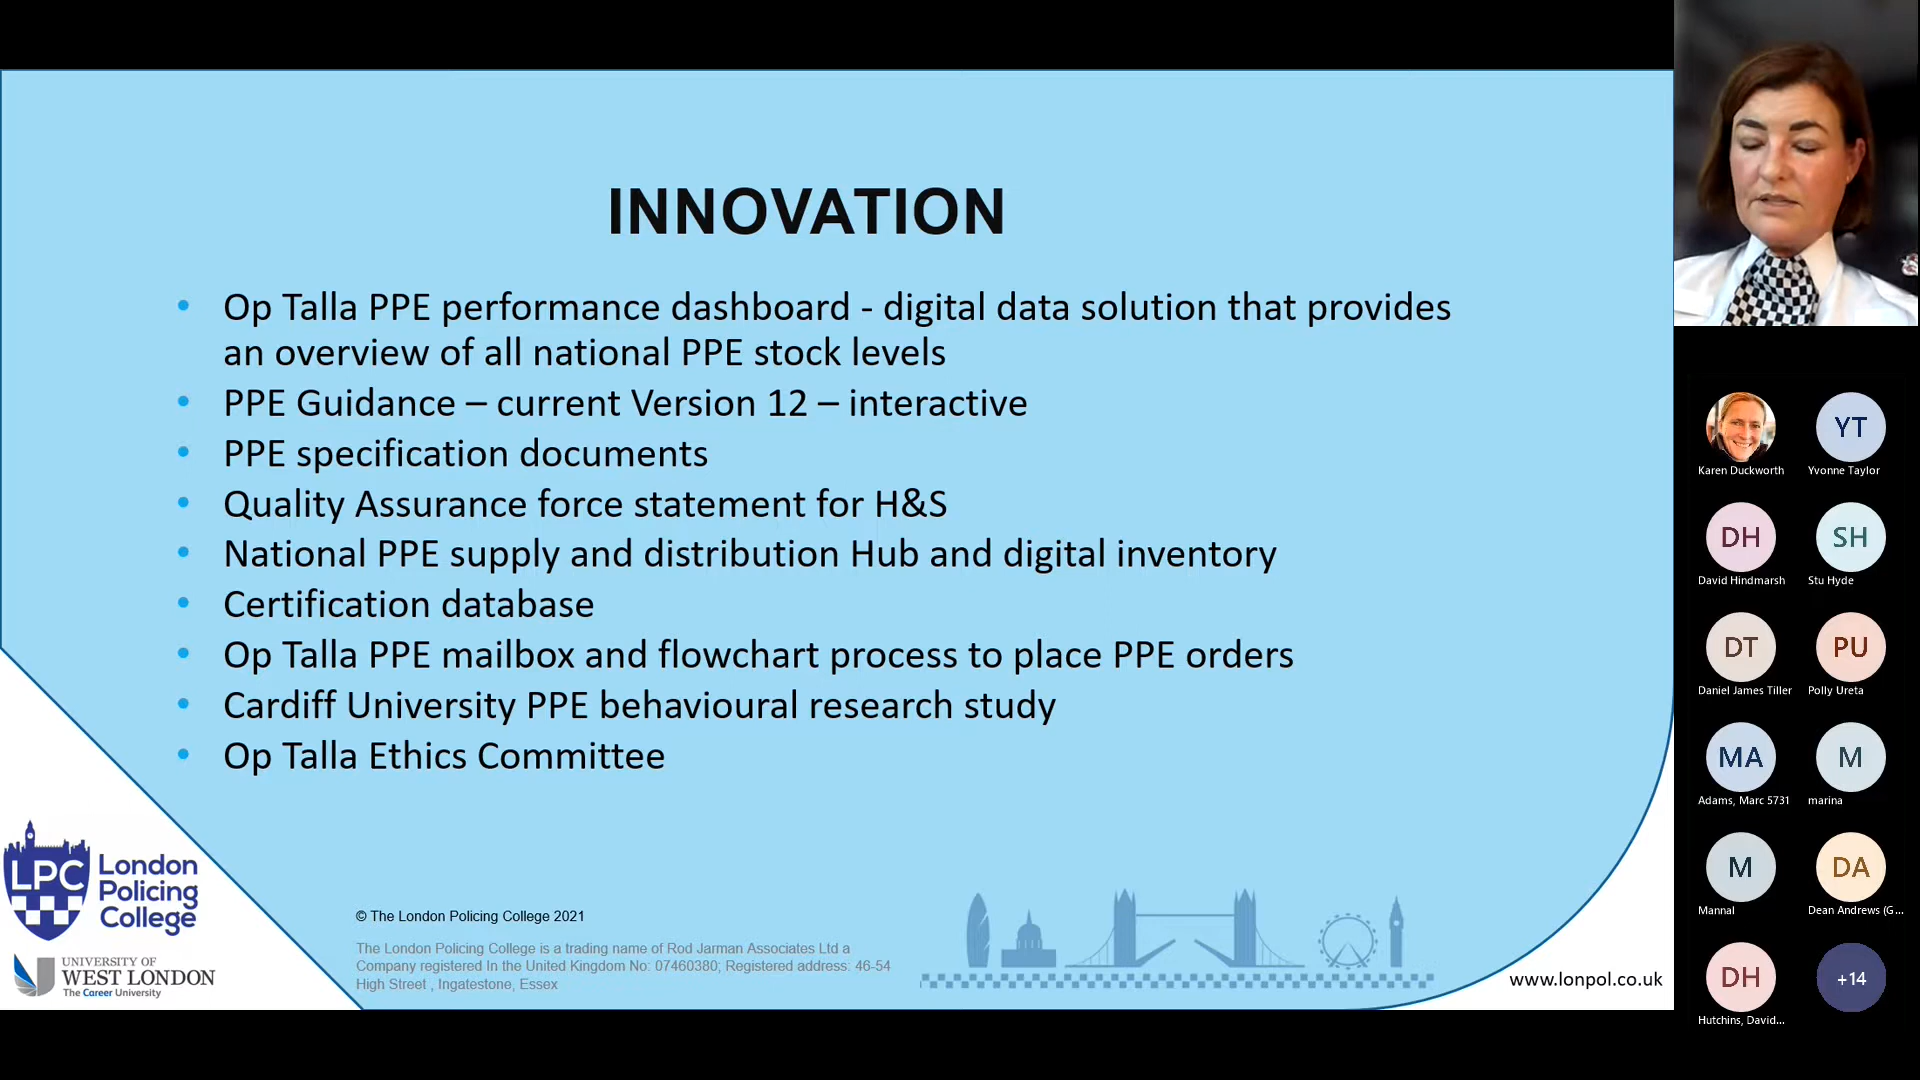 INNOVATION
• Op Talla PPE performance dashboard - digital data solution that provides
an overview of all national PPE stock levels
• PPE Guidance – current Version 12 – interactive
• PPE specification documents
• Quality Assurance force statement for H&S
• National PPE supply and distribution Hub and digital inventory
• Certification database
• Op Talla PPE mailbox and flowchart process to place PPE orders
• Cardiff University PPE behavioural research study
• Op Talla Ethics Committee
LPC
London
Policing
College
UNIVERSITY OF
WEST LONDON
The Career University
© The London Policing College 2021
The London Policing College is a trading name of Rod Jarman Associates Ltd a
Company registered In the United Kingdom No: 07460380; Registered address: 46-54
High Street , Ingatestone, Essex
www.lonpol.co.uk
Karen Duckworth
YT
Yvonne Taylor
DH
David Hindmarsh
SH
Stu Hyde
DT
Daniel James Tiller
PU
Polly Ureta
MA
Adams, Marc 5731
M
marina
M
Mannal
DA
Dean Andrews (G...
DH
Hutchins, David...
+14